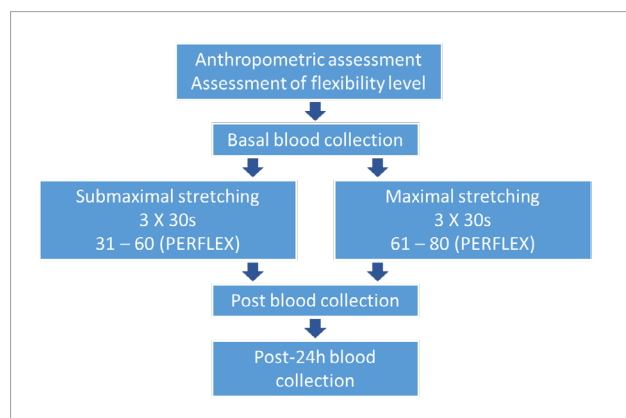 Anthropometric assessment
Assessment of flexibility level
Basal blood collection
Submaximal stretching
3 X 30s
31 – 60 (PERFLEX)
Maximal stretching
3 X 30s
61 – 80 (PERFLEX)
Post blood collection
Post-24h blood
collection